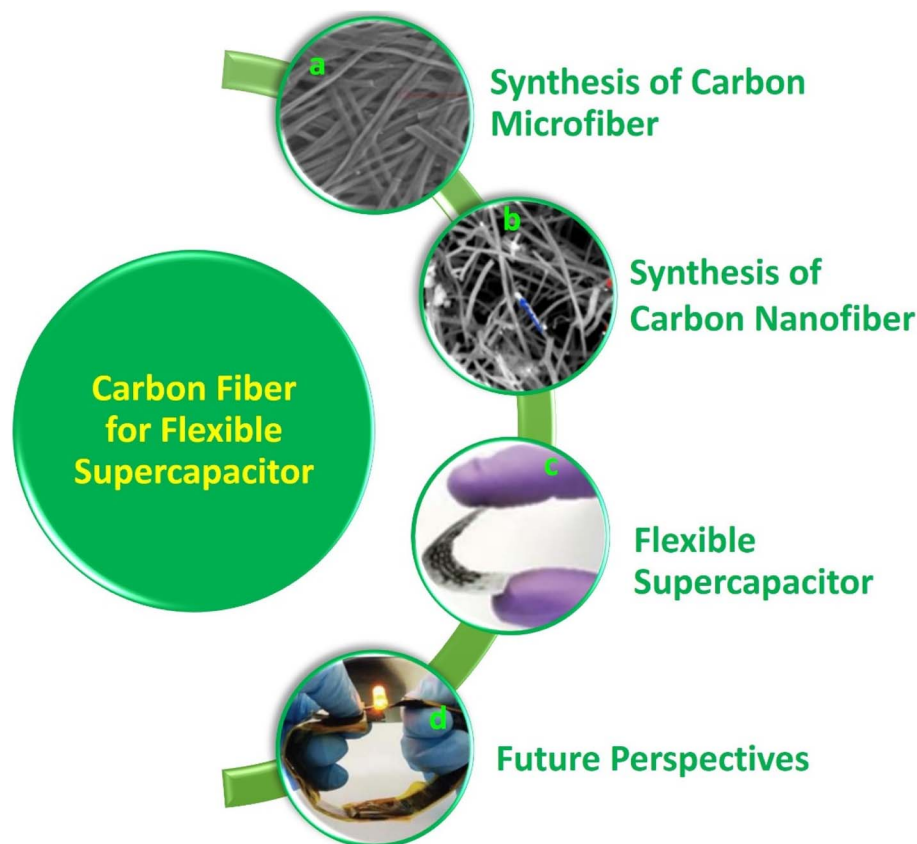 a
Synthesis of Carbon
Microfiber
b
Synthesis of
Carbon Nanofiber
Carbon Fiber
for Flexible
Supercapacitor
c
Flexible
Supercapacitor
d
Future Perspectives